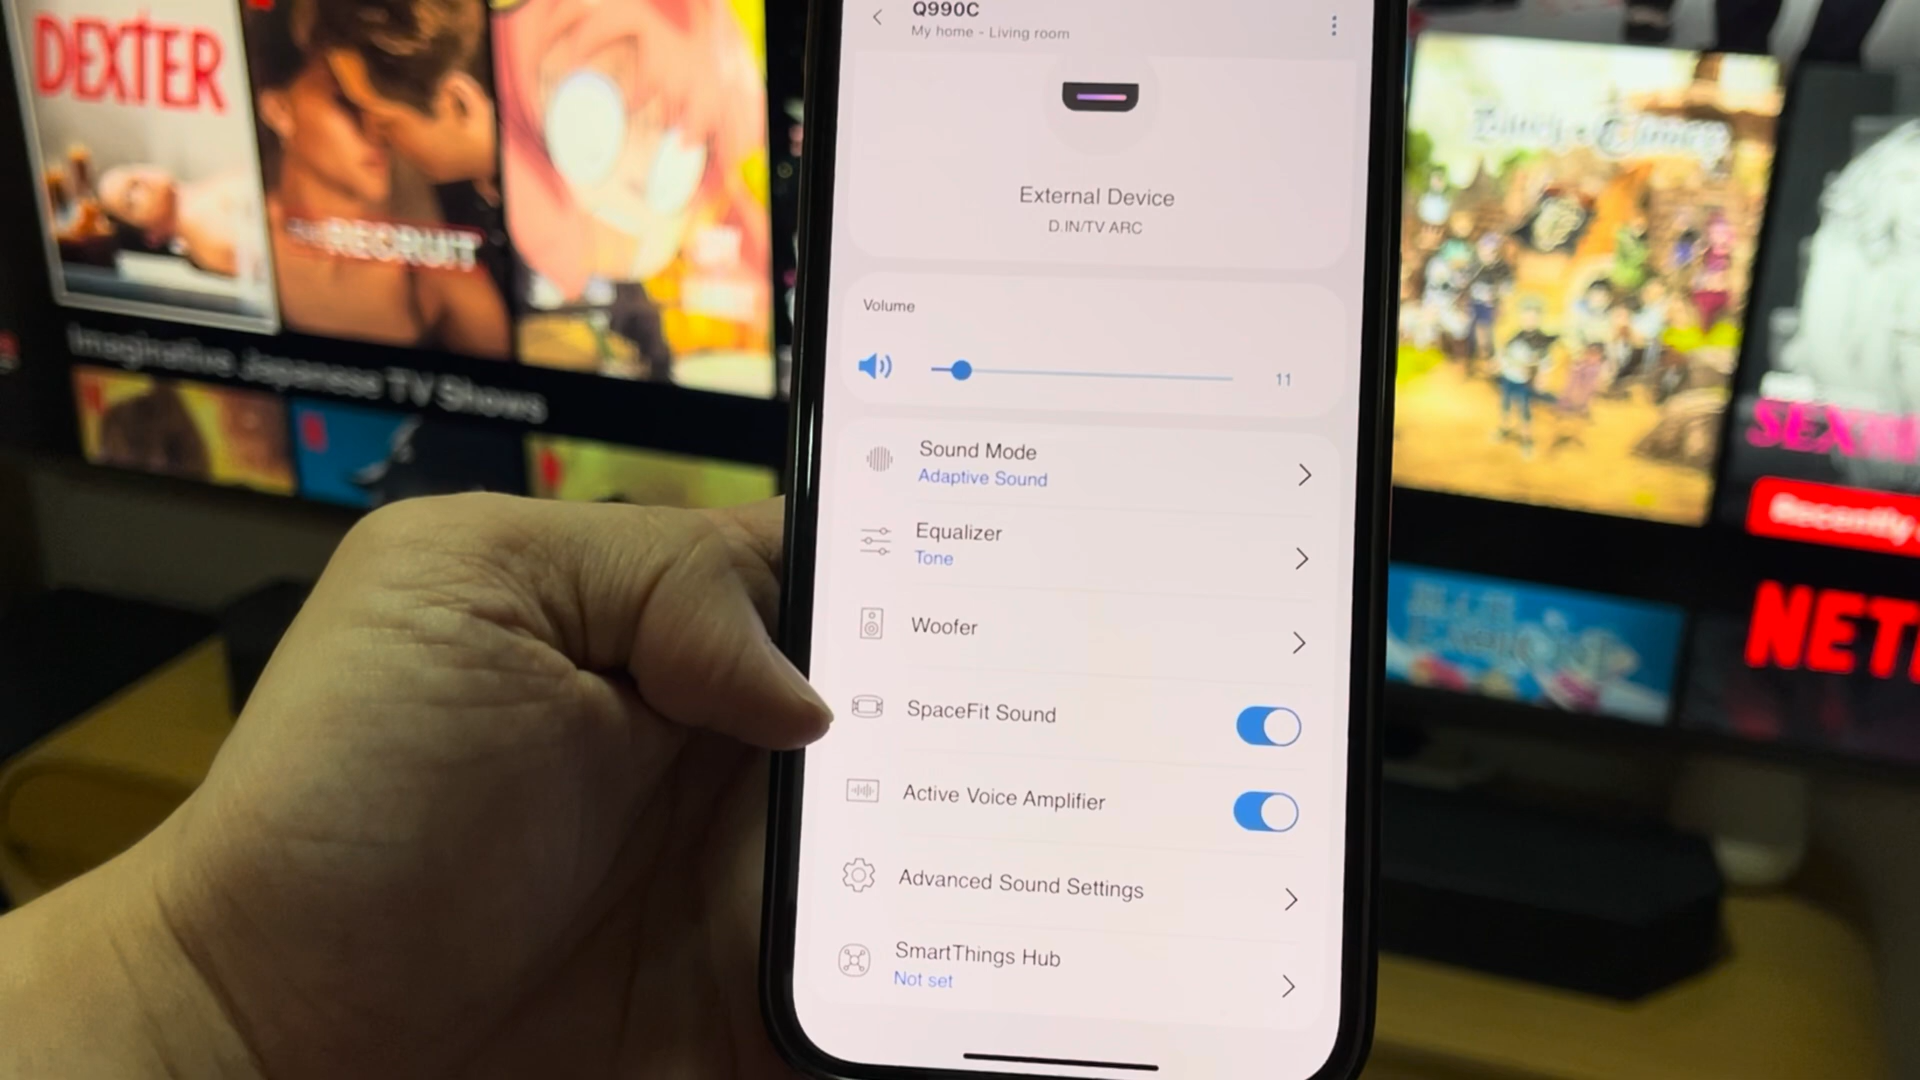 DEXTER
RECRUIT
Imaginative Japanese TV Shows
Q990C
My home - Living room
External Device
D.IN/TV ARC
Volume
11
Sound Mode
Adaptive Sound
Equalizer
Tone
Woofer
SpaceFit Sound
Active Voice Amplifier
Advanced Sound Settings
SmartThings Hub
Not set
Recently
NET